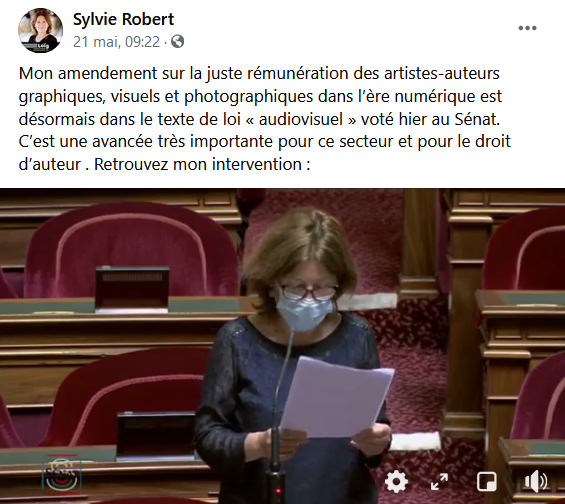 Sylvie Robert
21 mai, 09:22 ·
Mon amendement sur la juste rémunération des artistes-auteurs
graphiques, visuels et photographiques dans l’ère numérique est
désormais dans le texte de loi « audiovisuel » voté hier au Sénat.
C’est une avancée très importante pour ce secteur et pour le droit
d’auteur . Retrouvez mon intervention :